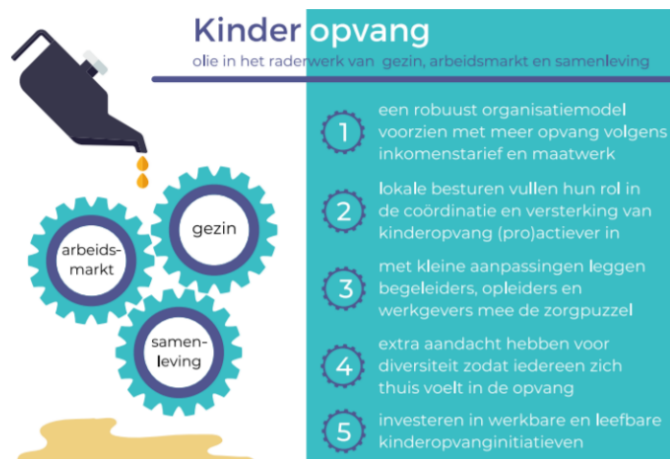 Kinderopvang
olie in het raderwerk van gezin, arbeidsmarkt en samenleving
arbeids-
markt
gezin
samen-
leving
1
een robuust organisatiemodel
voorzien met meer opvang volgens
inkomenstarief en maatwerk
2
lokale besturen vullen hun rol in
de coördinatie en versterking van
kinderopvang (pro)actiever in
3
met kleine aanpassingen leggen
begeleiders, opleiders en
werkgevers mee de zorgpuzzel
4
extra aandacht hebben voor
diversiteit zodat iedereen zich
thuis voelt in de opvang
5
investeren in werkbare en leefbare
kinderopvanginitiatieven